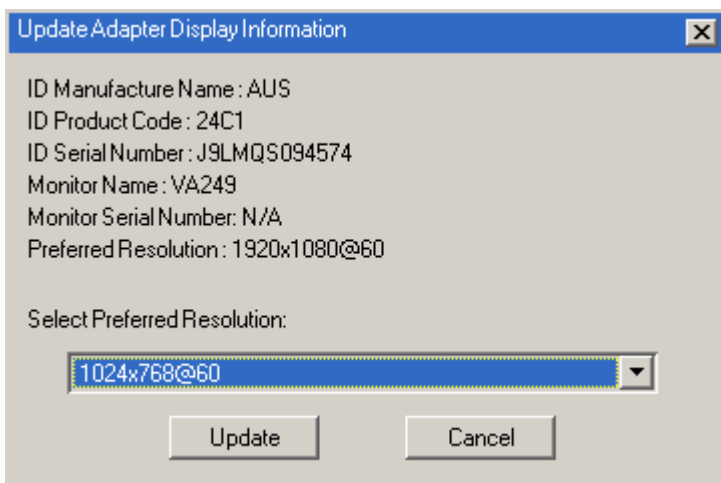 Update Adapter Display Information
ID Manufacture Name : AUS
ID Product Code : 24C1
ID Serial Number : J9LMQS094574
Monitor Name : VA249
Monitor Serial Number: N/A
Preferred Resolution : 1920x1080@60
Select Preferred Resolution:
1024x768@60
Update Cancel